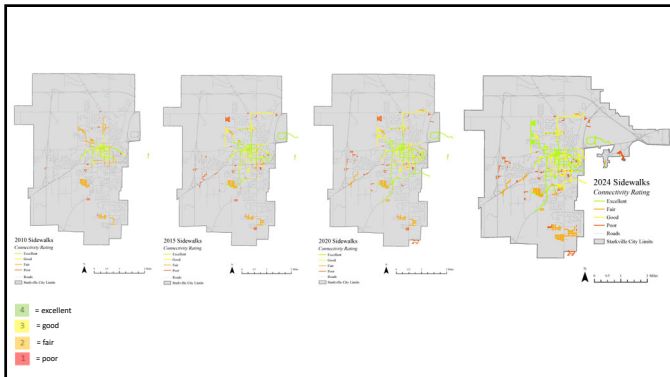 2010 Sidewalks
Connectivity Rating
Excellent
Good
Fair
Poor
Roads
Starkville City Limits
2015 Sidewalks
Connectivity Rating
Excellent
Good
Fair
Poor
Roads
Starkville City Limits
2020 Sidewalks
Connectivity Rating
Excellent
Good
Fair
Poor
Roads
Starkville City Limits
2024 Sidewalks
Connectivity Rating
Excellent
Fair
Good
Poor
Roads
Starkville City Limits
4 = excellent
3 = good
2 = fair
1 = poor